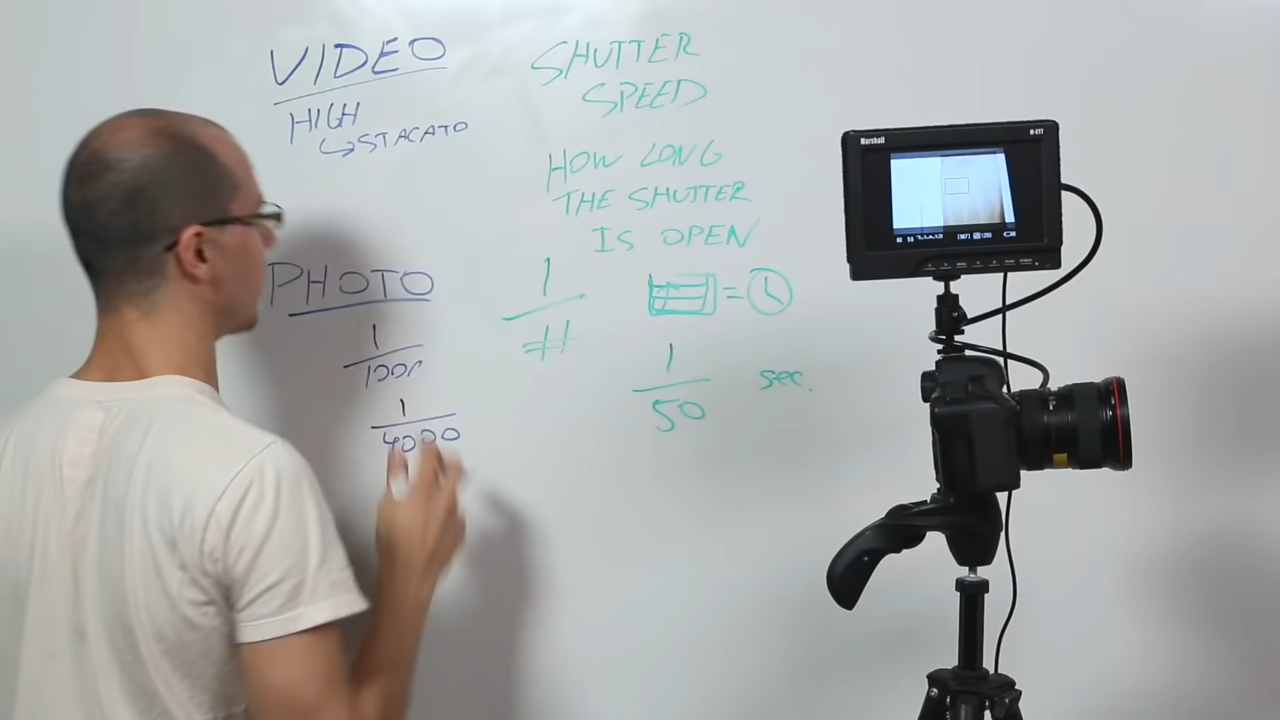 VIDEO
HIGH
↳STACATO
PHOTO
1
1000
1
4000
SHUTTER
SPEED
HOW LONG
THE SHUTTER
IS OPEN
1
#
=
1
50
sec.
Marshall